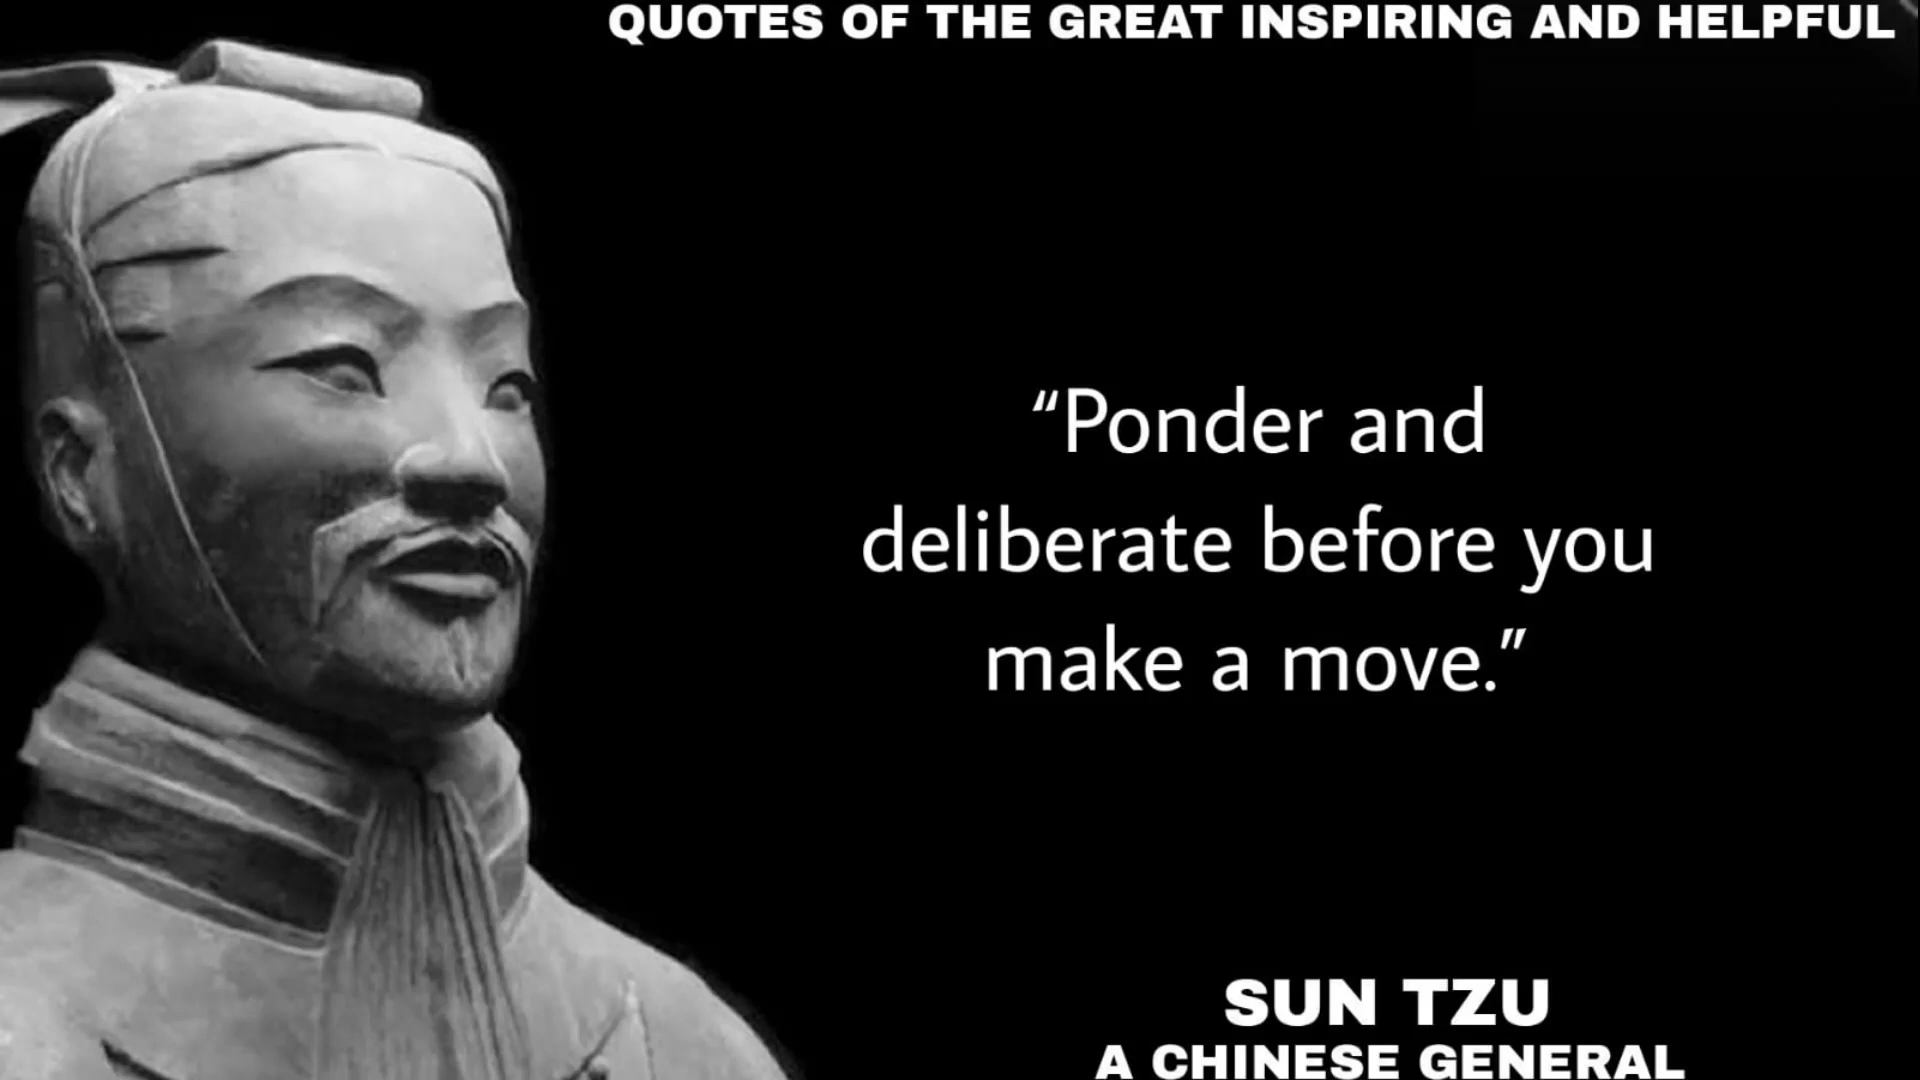 QUOTES OF THE GREAT INSPIRING AND HELPFUL
“Ponder and
deliberate before you
make a move.”
SUN TZU
A CHINESE GENERAL